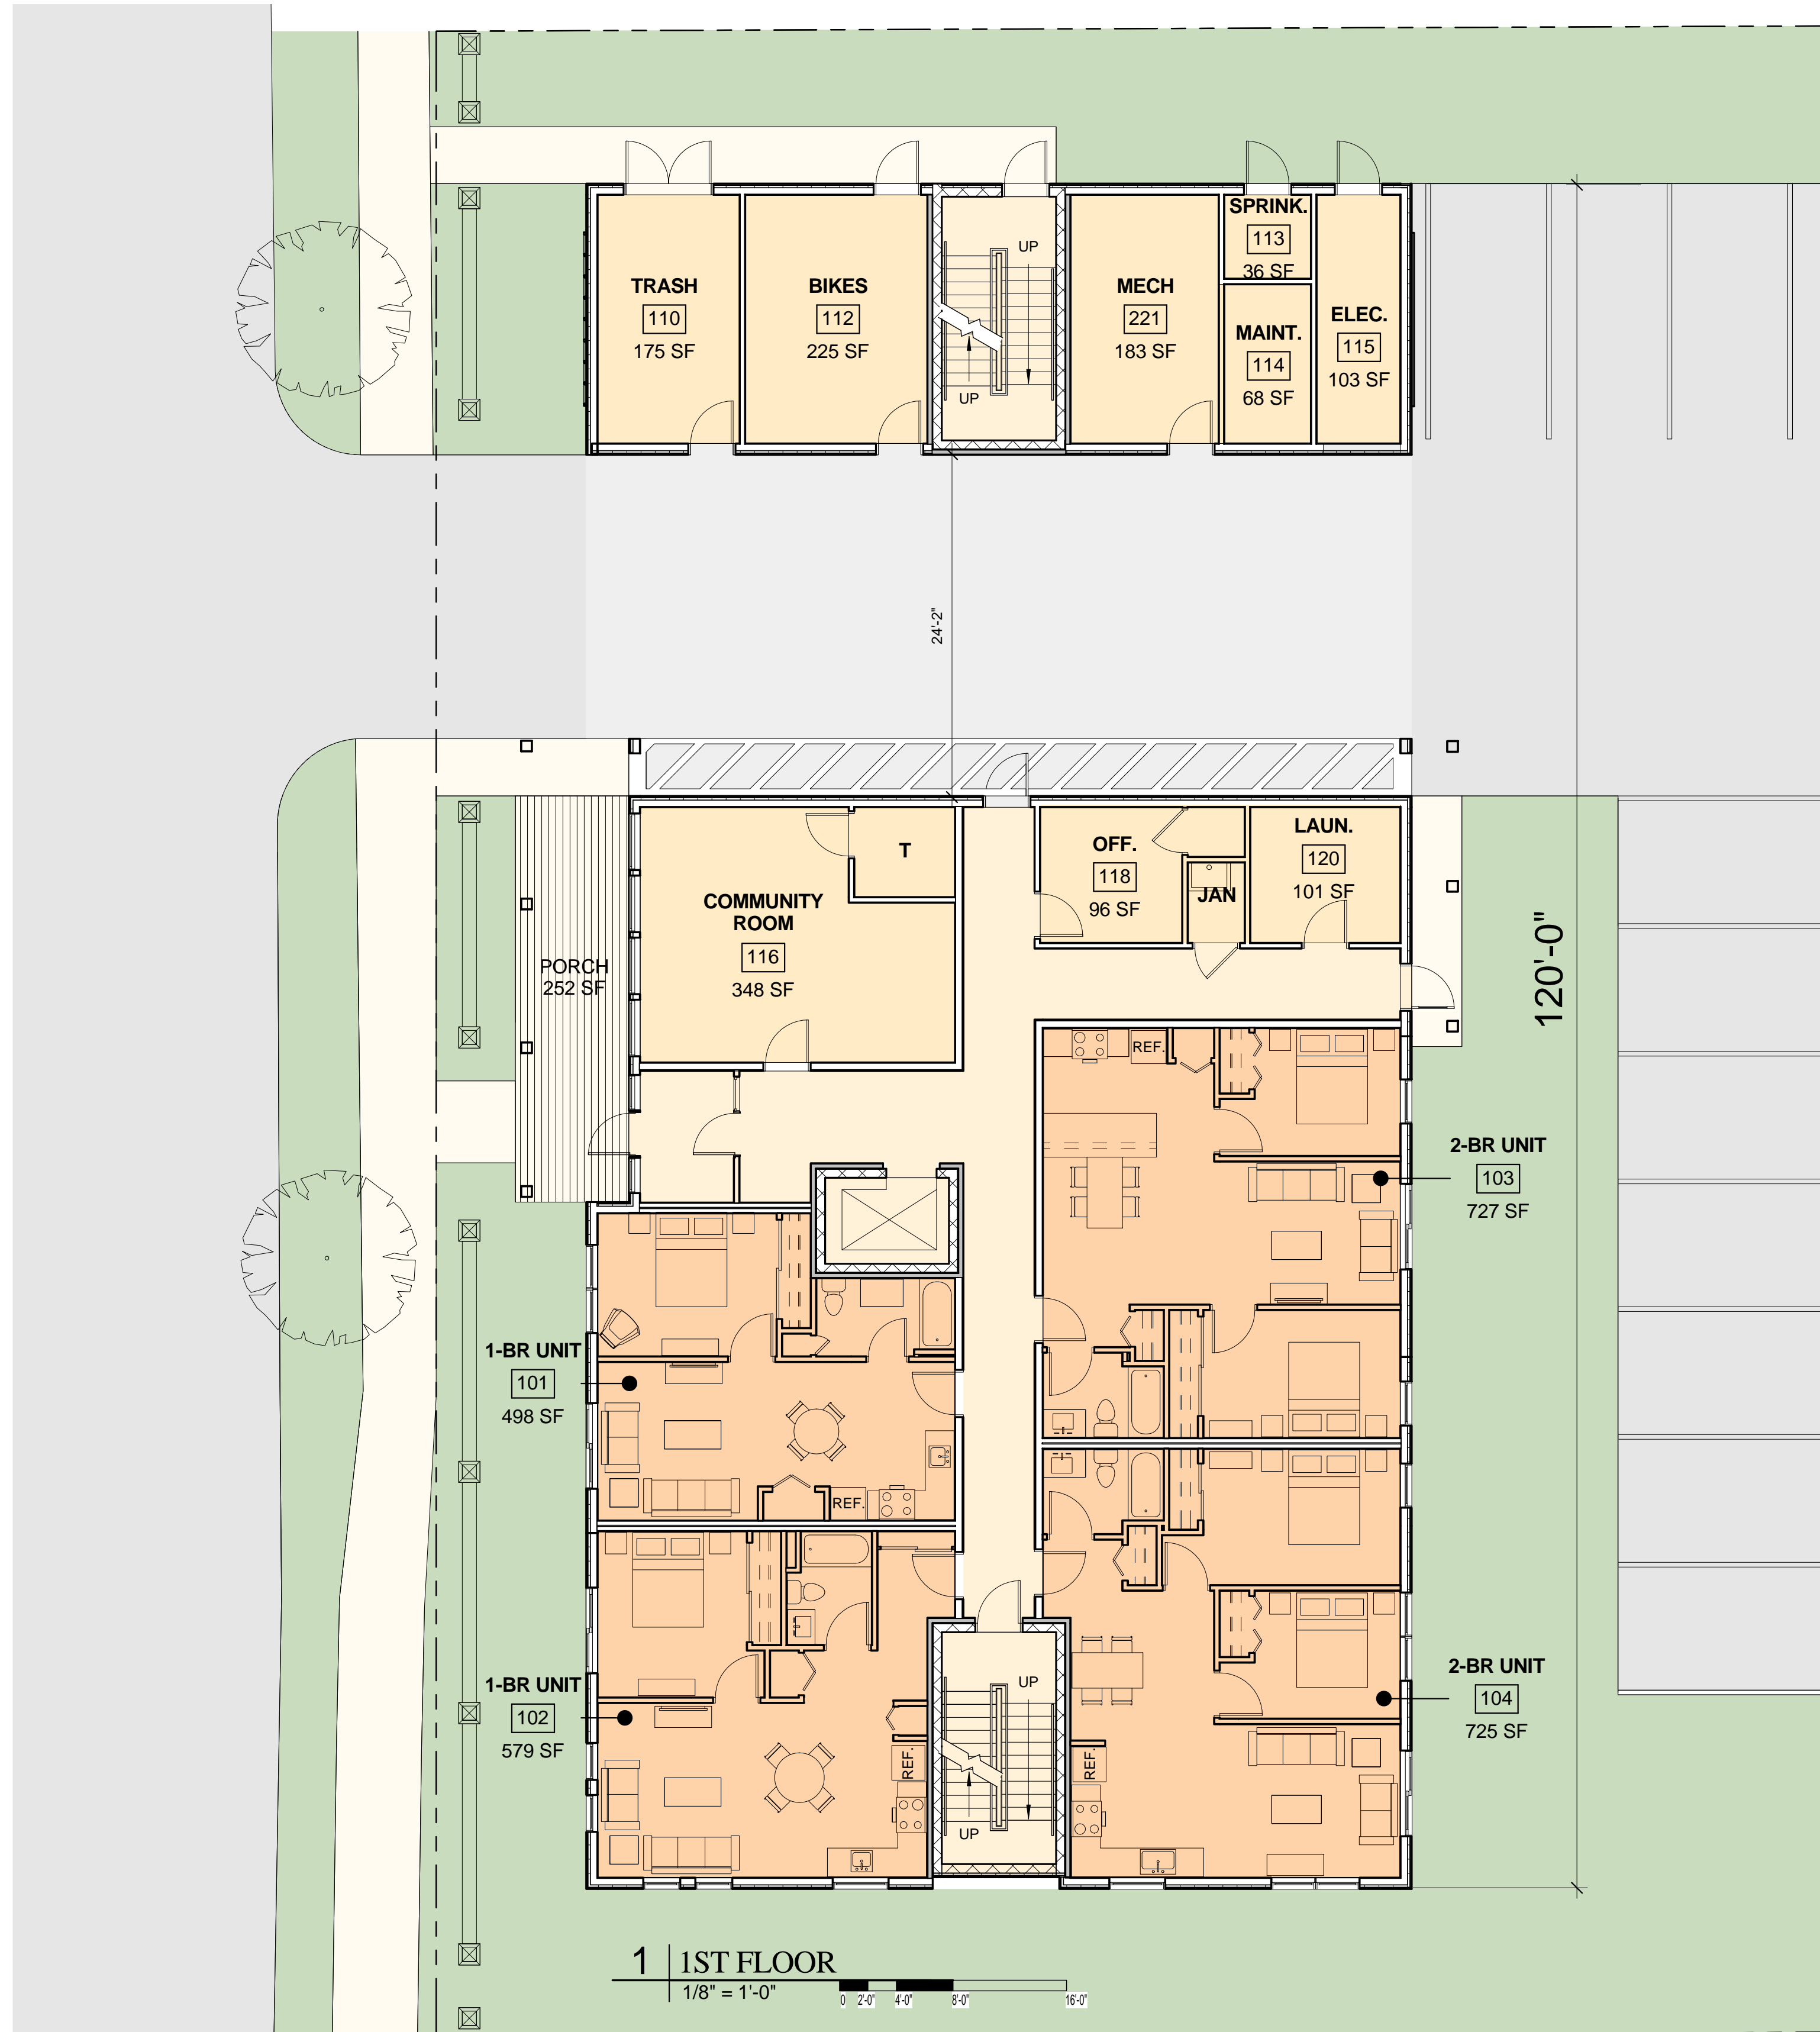 SPRINK.
113
36 SF
UP
TRASH
110
175 SF
BIKES
112
225 SF
MECH
221
183 SF
MAINT.
114
68 SF
ELEC.
115
103 SF
UP
24'-2"
COMMUNITY
ROOM
116
348 SF
T
OFF.
118
96 SF
JAN
LAUN.
120
101 SF
PORCH
252 SF
120'-0"
REF.
2-BR UNIT
103
727 SF
1-BR UNIT
101
498 SF
REF.
1-BR UNIT
102
579 SF
REF.
UP
UP
REF.
2-BR UNIT
104
725 SF
1
1ST FLOOR
1/8" = 1'-0"
0 2'-0" 4'-0" 8'-0" 16'-0"